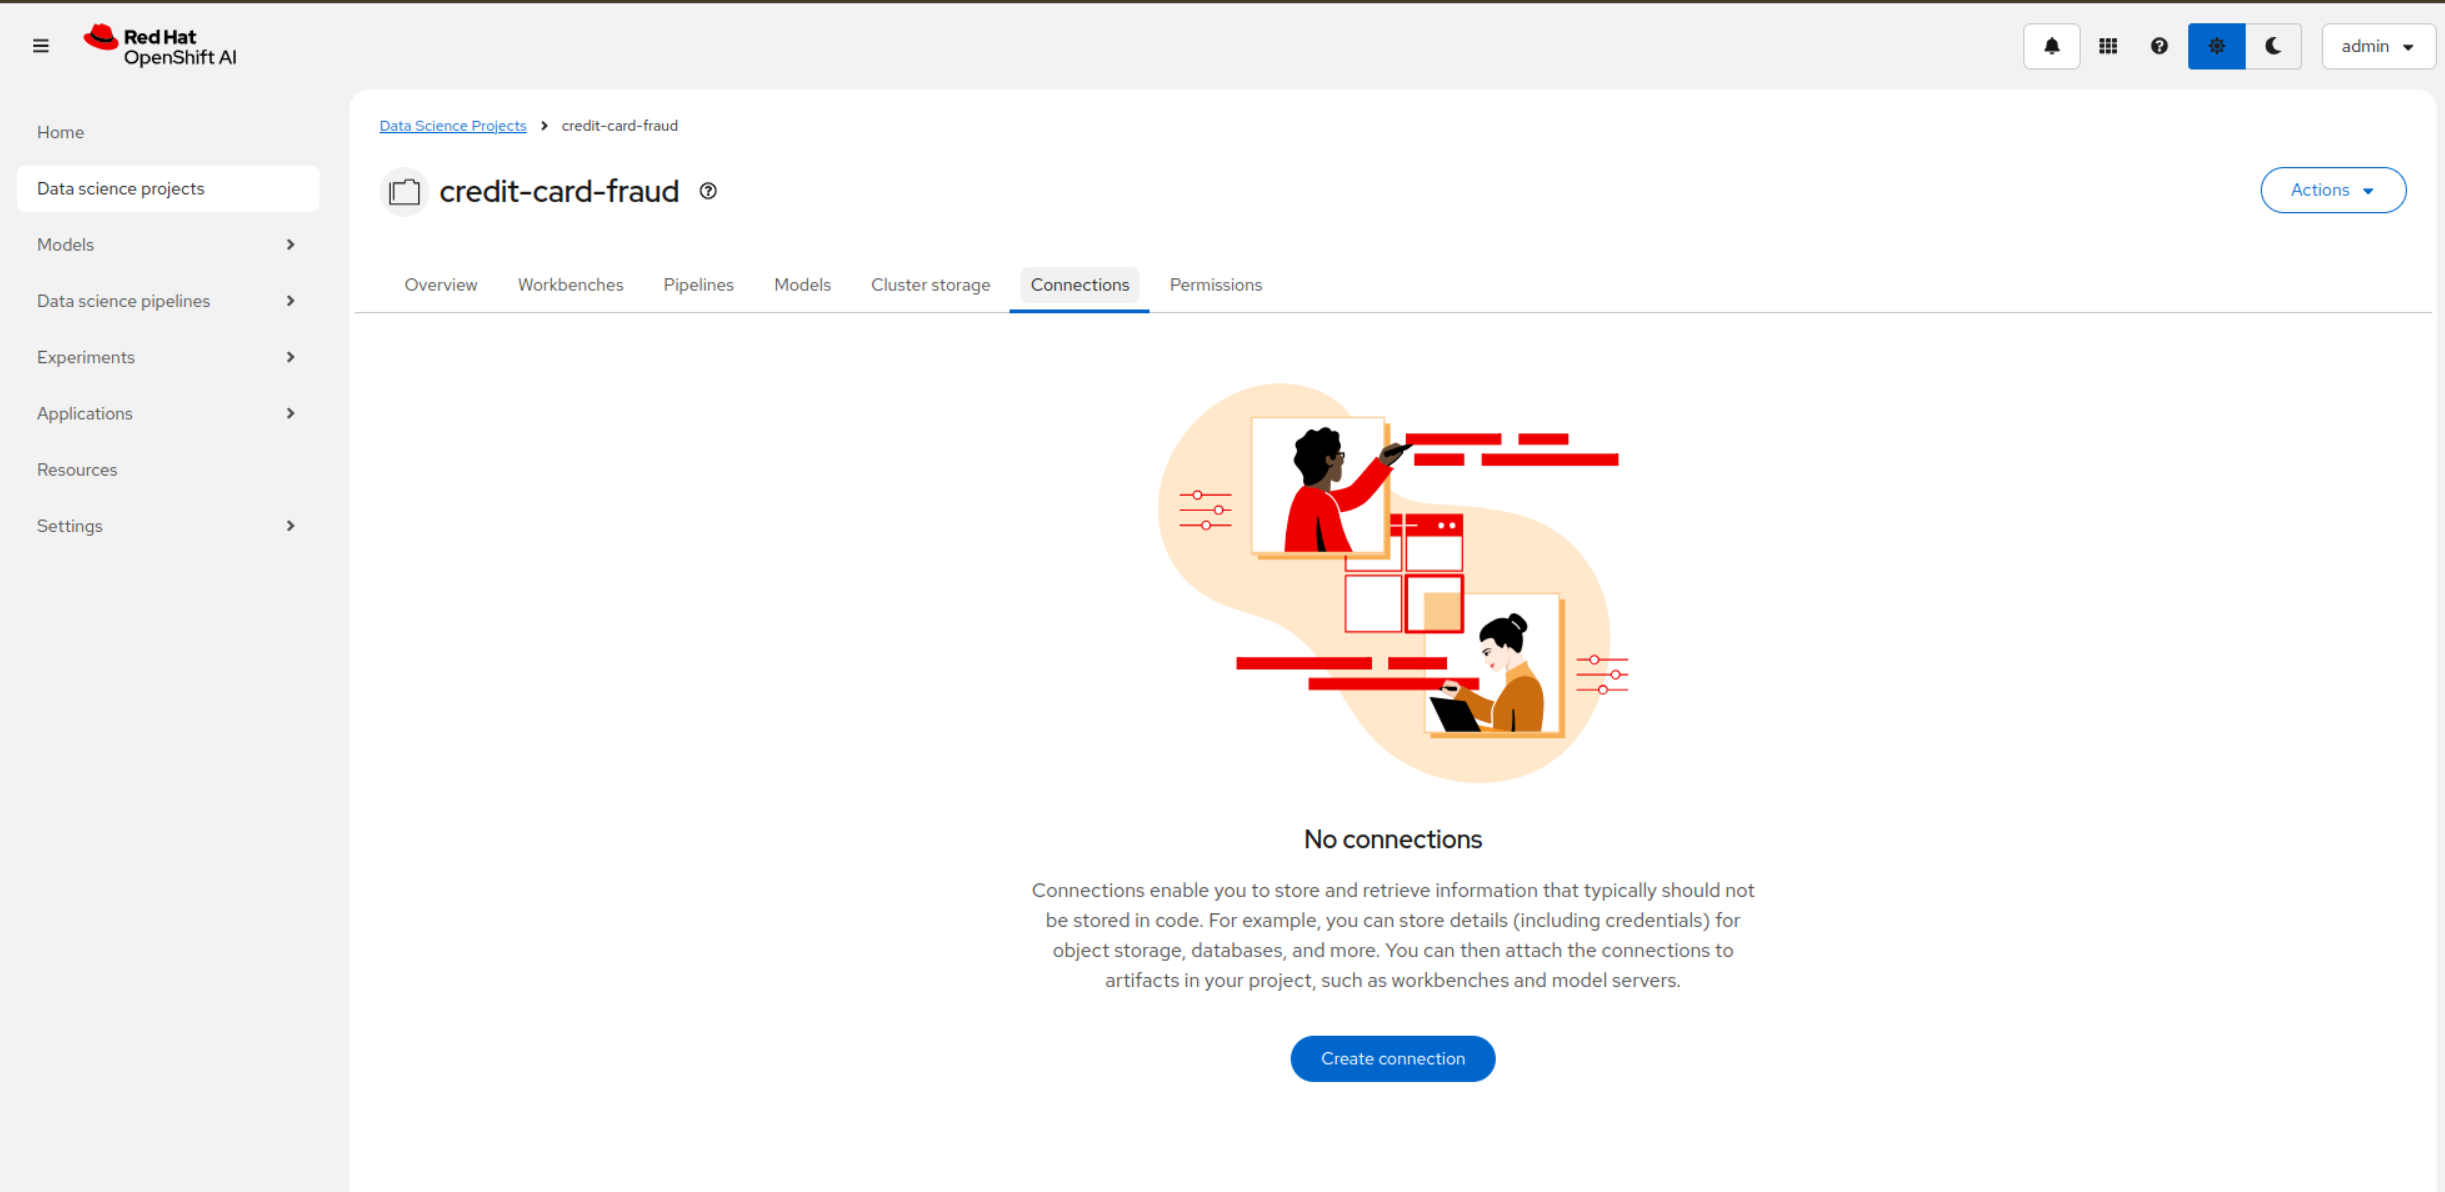 Red Hat
OpenShift AI
admin
Home
Data science projects
Models
Data science pipelines
Experiments
Applications
Resources
Settings
Data Science Projects
credit-card-fraud
credit-card-fraud
Actions
Overview Workbenches Pipelines Models Cluster storage Connections Permissions
No connections
Connections enable you to store and retrieve information that typically should not
be stored in code. For example, you can store details (including credentials) for
object storage, databases, and more. You can then attach the connections to
artifacts in your project, such as workbenches and model servers.
Create connection